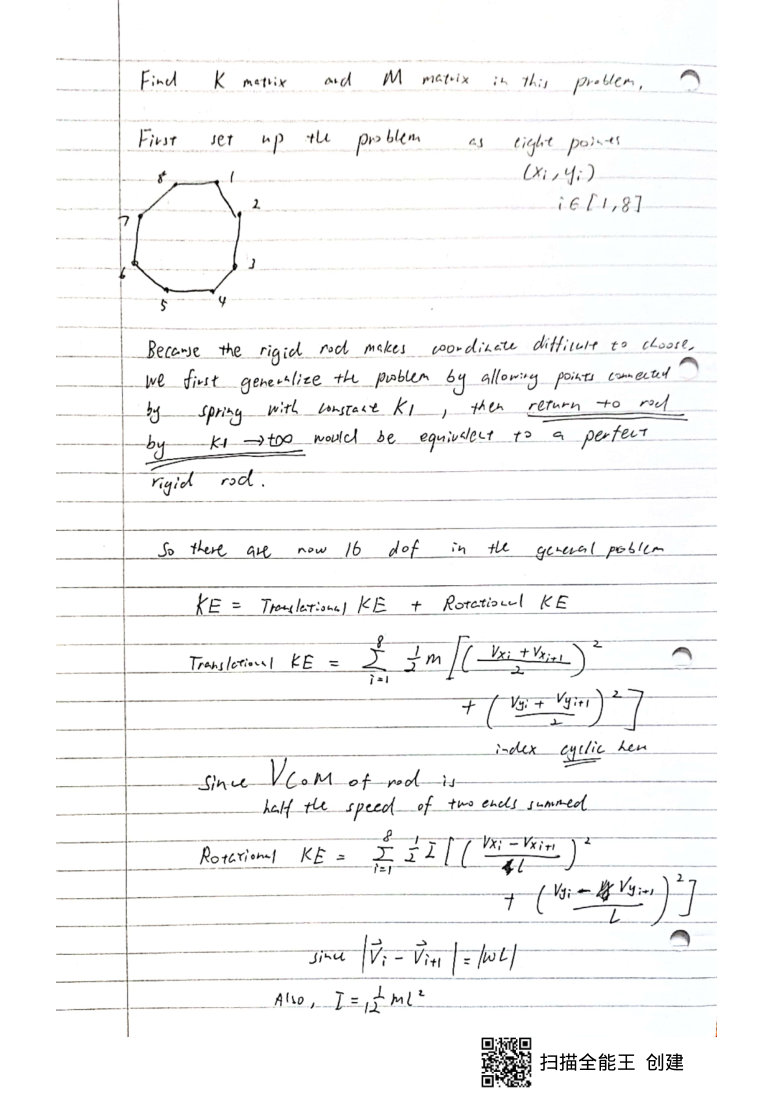 Find K matrix and M matrix in this problem.
First set up the problem as eight points
(xi, yi)
i ∈ [1, 8]
8 1
7 2
6 3
5 4
Because the rigid rod makes coordinate difficult to choose,
we first generalize the problem by allowing points connected
by spring with constant K1, then return to rod
by K1 → +∞ would be equivalent to a perfect
rigid rod.
So there are now 16 dof in the general problem
KE = Translational KE + Rotational KE
Translational KE = Σ_{i=1}^{8} 1/2 m [ ( (Vxi + Vxi+1) / 2 )^2
+ ( (Vyi + Vyi+1) / 2 )^2 ]
index cyclic here
since VCOM of rod is
half the speed of two ends summed
Rotational KE = Σ_{i=1}^{8} 1/2 I [ ( (Vxi - Vxi+1) / L )^2
+ ( (Vyi - Vyi+1) / L )^2 ]
since |V⃗i - V⃗i+1| = |ωL|
Also, I = 1/12 ml^2
扫描全能王 创建